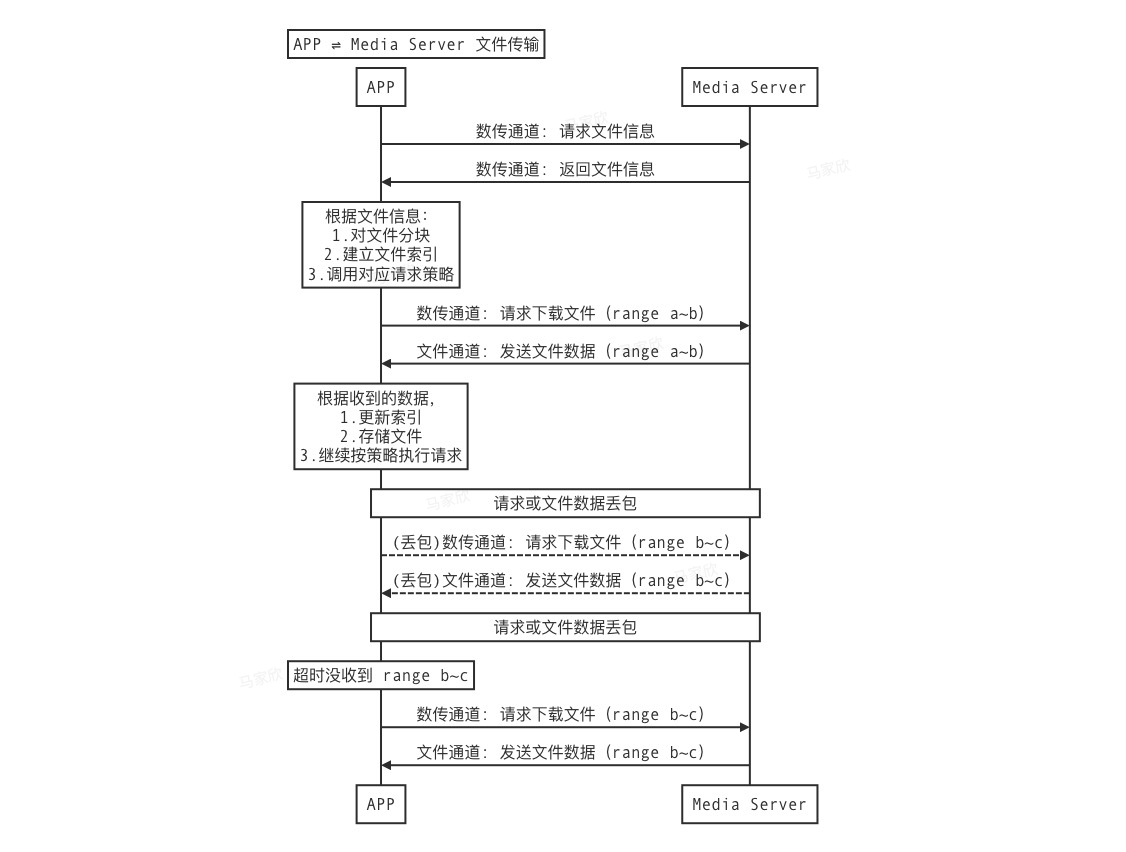 APP ⇌ Media Server 文件传输
APP
Media Server
数传通道: 请求文件信息
数传通道: 返回文件信息
根据文件信息:
1.对文件分块
2.建立文件索引
3.调用对应请求策略
数传通道: 请求下载文件 (range a~b)
文件通道: 发送文件数据 (range a~b)
根据收到的数据,
1.更新索引
2.存储文件
3.继续按策略执行请求
请求或文件数据丢包
(丢包)数传通道: 请求下载文件 (range b~c)
(丢包)文件通道: 发送文件数据 (range b~c)
请求或文件数据丢包
超时没收到 range b~c
数传通道: 请求下载文件 (range b~c)
文件通道: 发送文件数据 (range b~c)
APP
Media Server
马家欣
马家欣
马家欣
马家欣
马家欣
马家欣